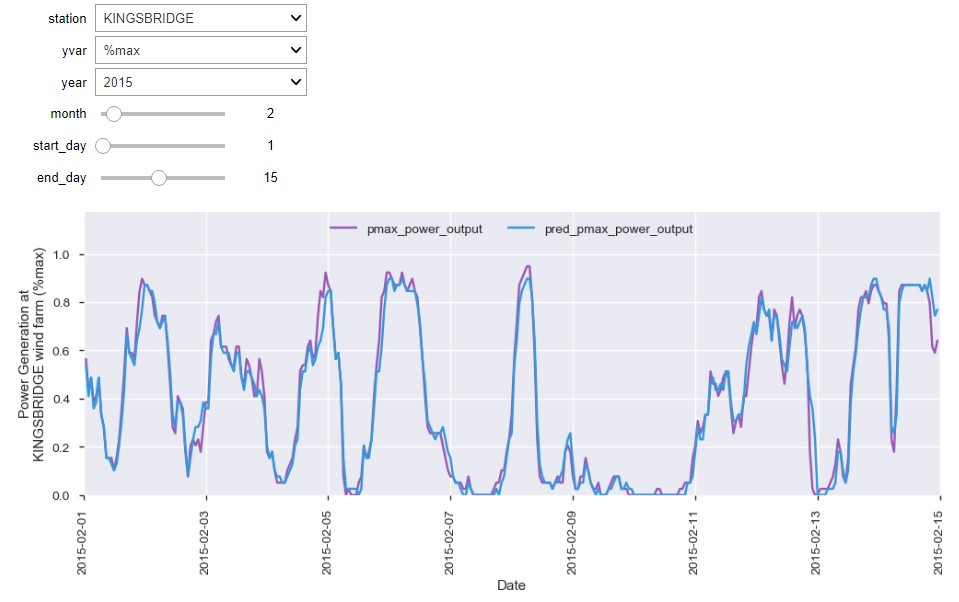 station KINGSBRIDGE
yvar %max
year 2015
month 2
start_day 1
end_day 15
pmax_power_output pred_pmax_power_output
Power Generation at
KINGSBRIDGE wind farm (%max)
1.0
0.8
0.6
0.4
0.2
0.0
2015-02-01
2015-02-03
2015-02-05
2015-02-07
2015-02-09
2015-02-11
2015-02-13
2015-02-15
Date